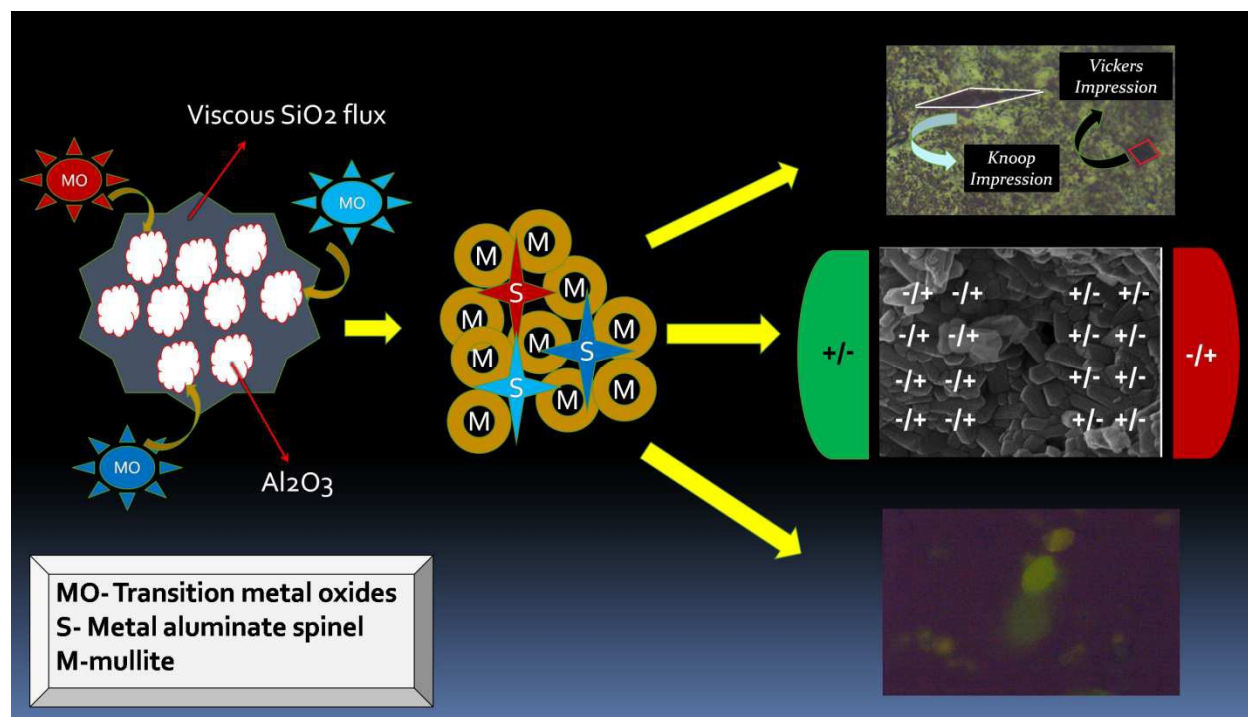 Viscous SiO2 flux
MO
MO
MO
Al2O3
M
M
M
M
M
M
M
M
M
M
S
S
S
Vickers
Impression
Knoop
Impression
+/-
-/+ -/+ +/- +/-
-/+ -/+ +/- +/-
-/+ -/+ +/- +/-
-/+ -/+ +/- +/-
-/+
MO- Transition metal oxides
S- Metal aluminate spinel
M-mullite